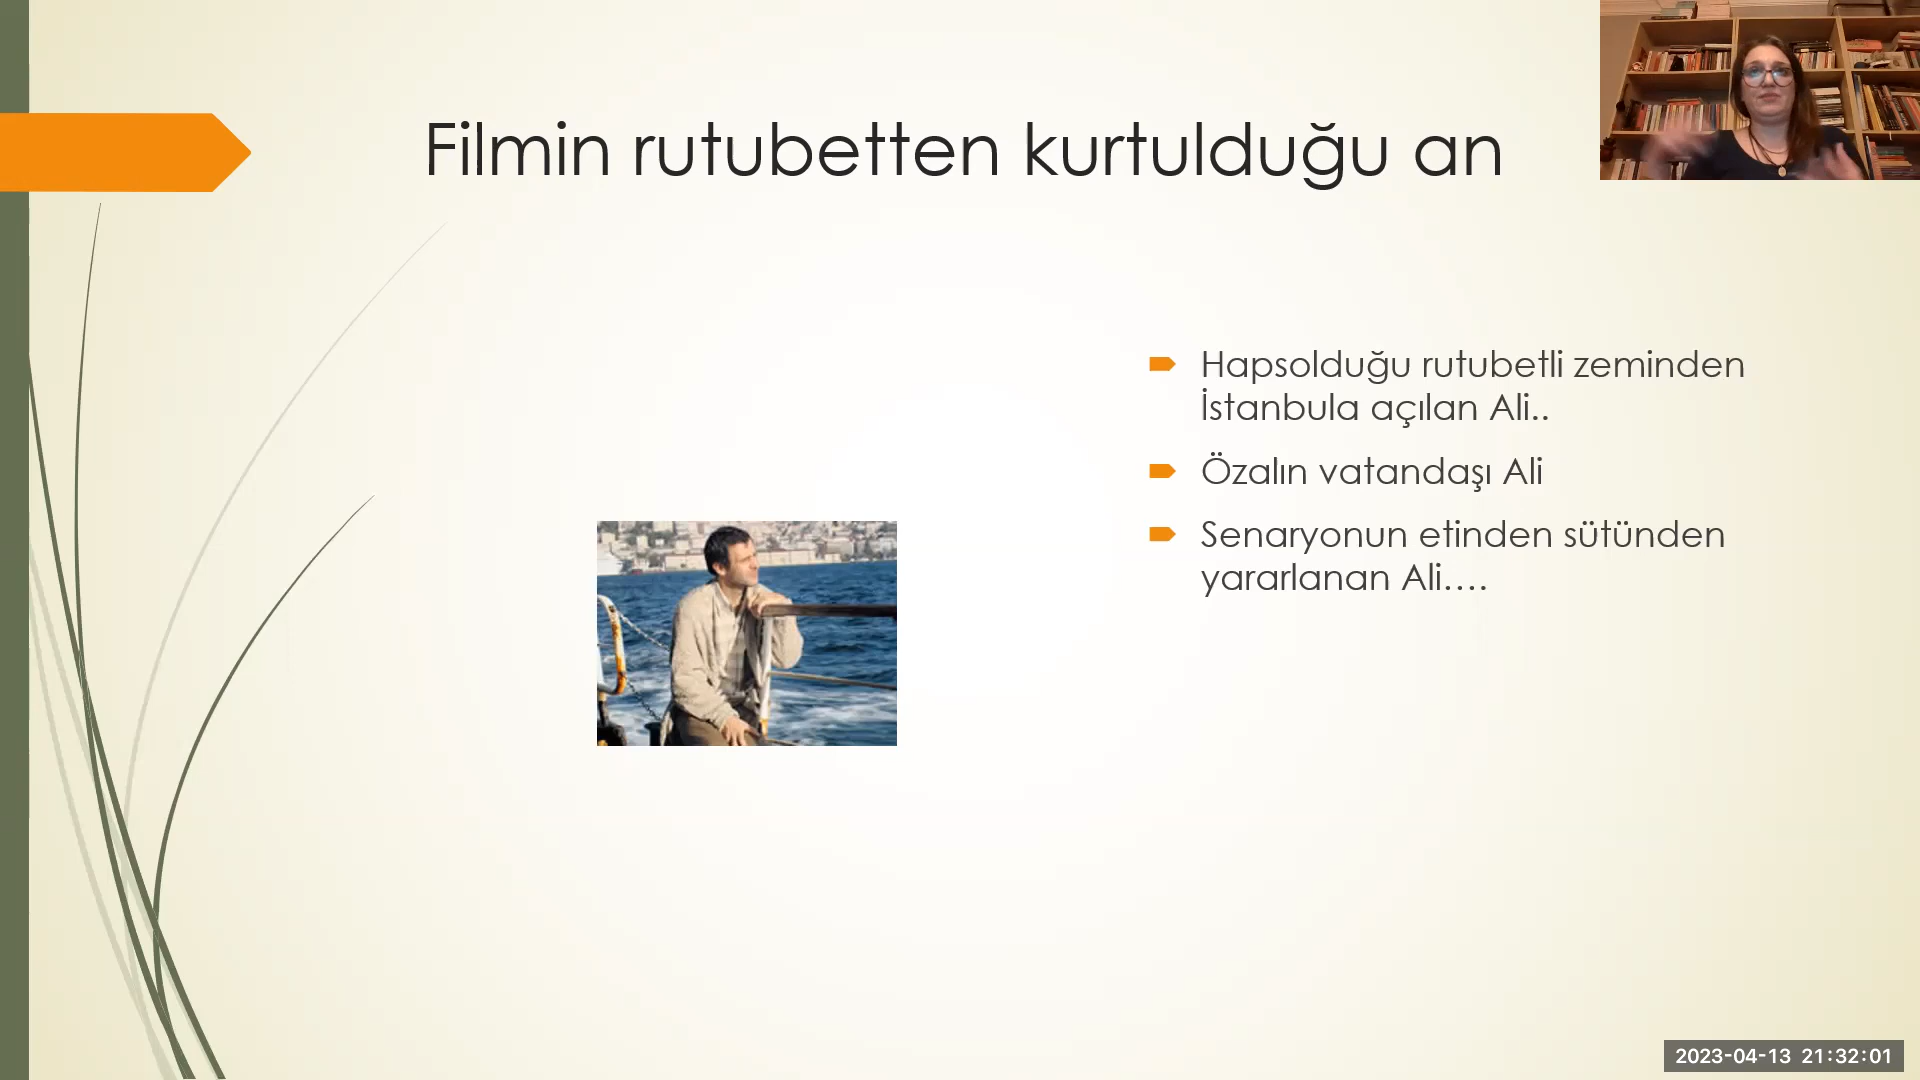 Filmin rutubetten kurtulduğu an
Hapsolduğu rutubetli zeminden
İstanbula açılan Ali..
Özalın vatandaşı Ali
Senaryonun etinden sütünden
yararlanan Ali....
2023-04-13 21:32:01